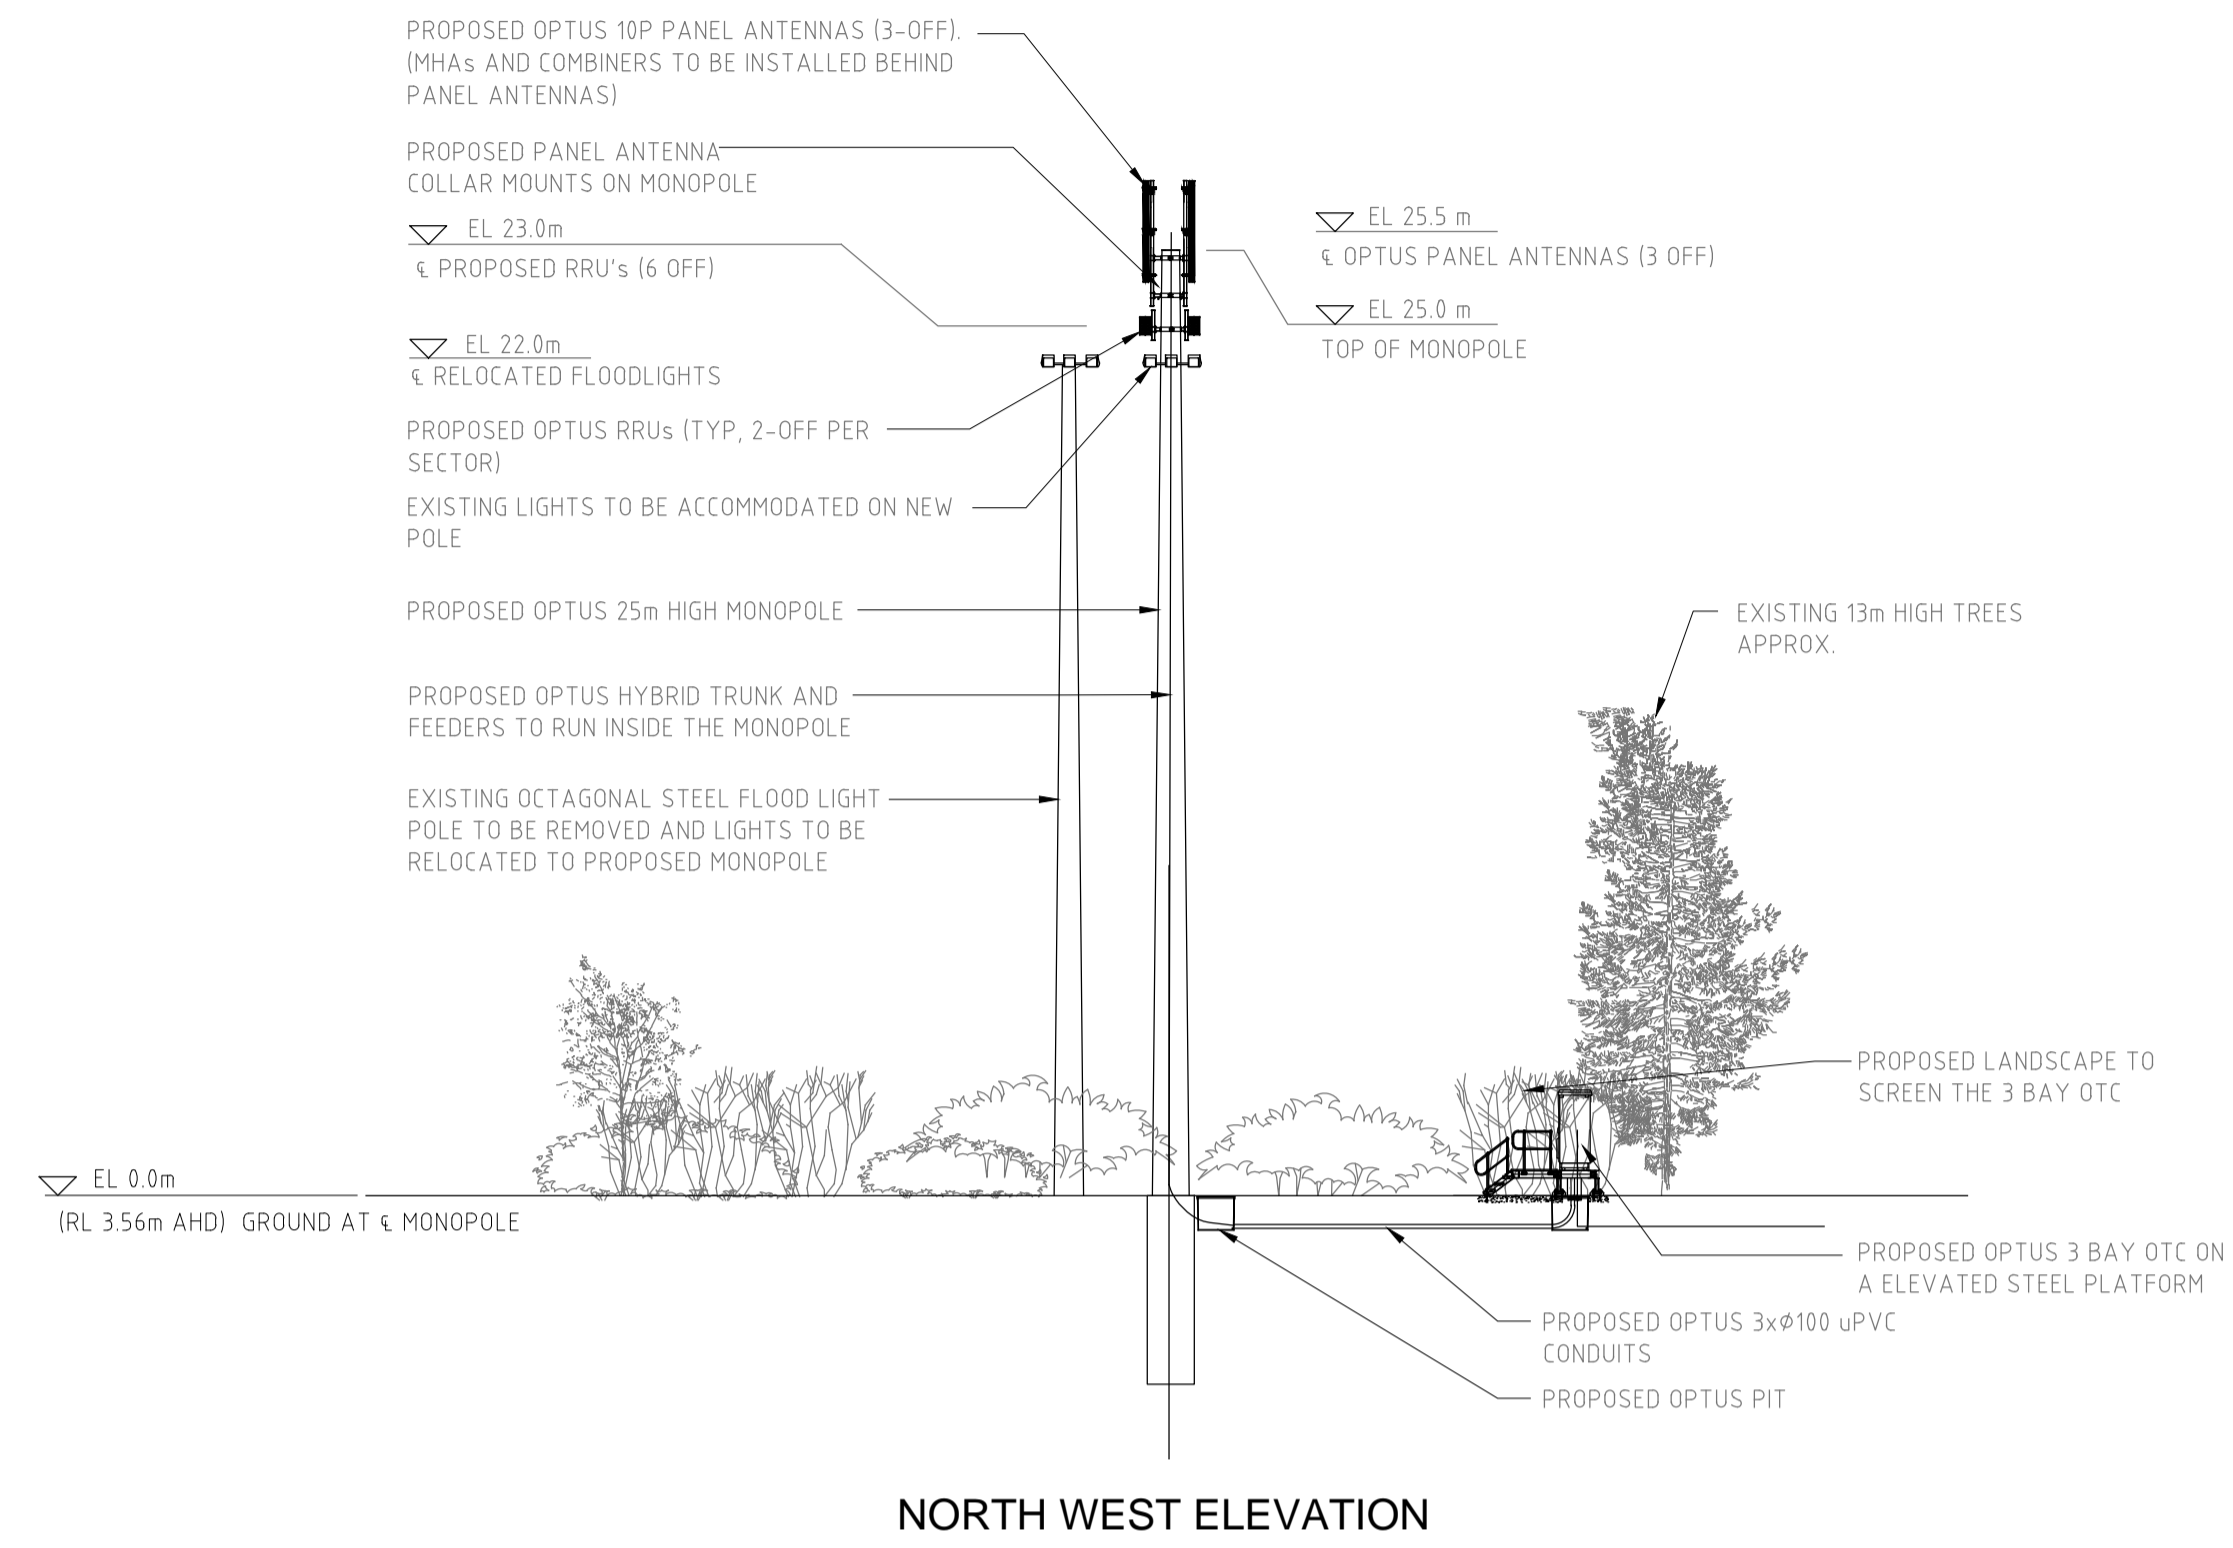 PROPOSED OPTUS 10P PANEL ANTENNAS (3-OFF).
(MHAs AND COMBINERS TO BE INSTALLED BEHIND
PANEL ANTENNAS)
PROPOSED PANEL ANTENNA
COLLAR MOUNTS ON MONOPOLE
EL 23.0m
℄ PROPOSED RRU's (6 OFF)
EL 22.0m
℄ RELOCATED FLOODLIGHTS
PROPOSED OPTUS RRUs (TYP, 2-OFF PER
SECTOR)
EXISTING LIGHTS TO BE ACCOMMODATED ON NEW
POLE
PROPOSED OPTUS 25m HIGH MONOPOLE
PROPOSED OPTUS HYBRID TRUNK AND
FEEDERS TO RUN INSIDE THE MONOPOLE
EXISTING OCTAGONAL STEEL FLOOD LIGHT
POLE TO BE REMOVED AND LIGHTS TO BE
RELOCATED TO PROPOSED MONOPOLE
EL 25.5 m
℄ OPTUS PANEL ANTENNAS (3 OFF)
EL 25.0 m
TOP OF MONOPOLE
EXISTING 13m HIGH TREES
APPROX.
PROPOSED LANDSCAPE TO
SCREEN THE 3 BAY OTC
EL 0.0m
(RL 3.56m AHD) GROUND AT ℄ MONOPOLE
PROPOSED OPTUS 3 BAY OTC ON
A ELEVATED STEEL PLATFORM
PROPOSED OPTUS 3xØ100 uPVC
CONDUITS
PROPOSED OPTUS PIT
NORTH WEST ELEVATION